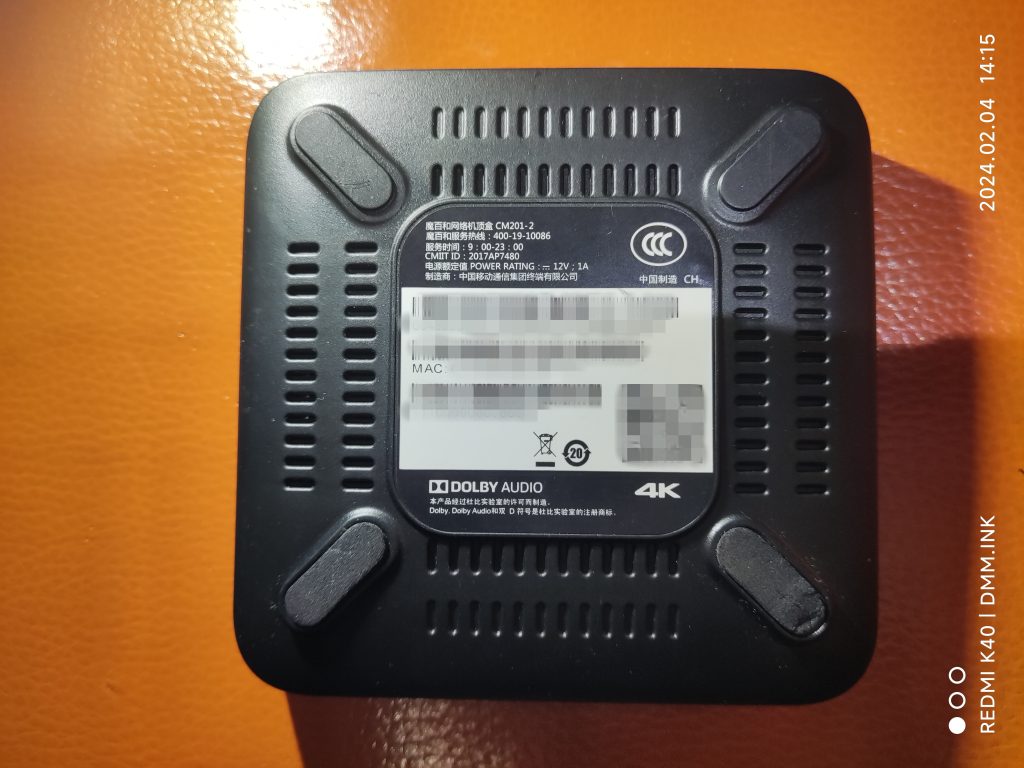 魔百和网络机顶盒 CM201-2
魔百和服务热线：400-19-10086
服务时间：9：00-23：00
CMIIT ID：2017AP7480
电源额定值 POWER RATING：⎓ 12V；1A
制造商：中国移动通信集团终端有限公司
CCC
中国制造 CH
MAC:
20
DOLBY AUDIO
4K
本产品经过杜比实验室的许可而制造。
Dolby, Dolby Audio和双 D 符号是杜比实验室的注册商标。
REDMI K40 | DMM.INK
2024.02.04 14:15